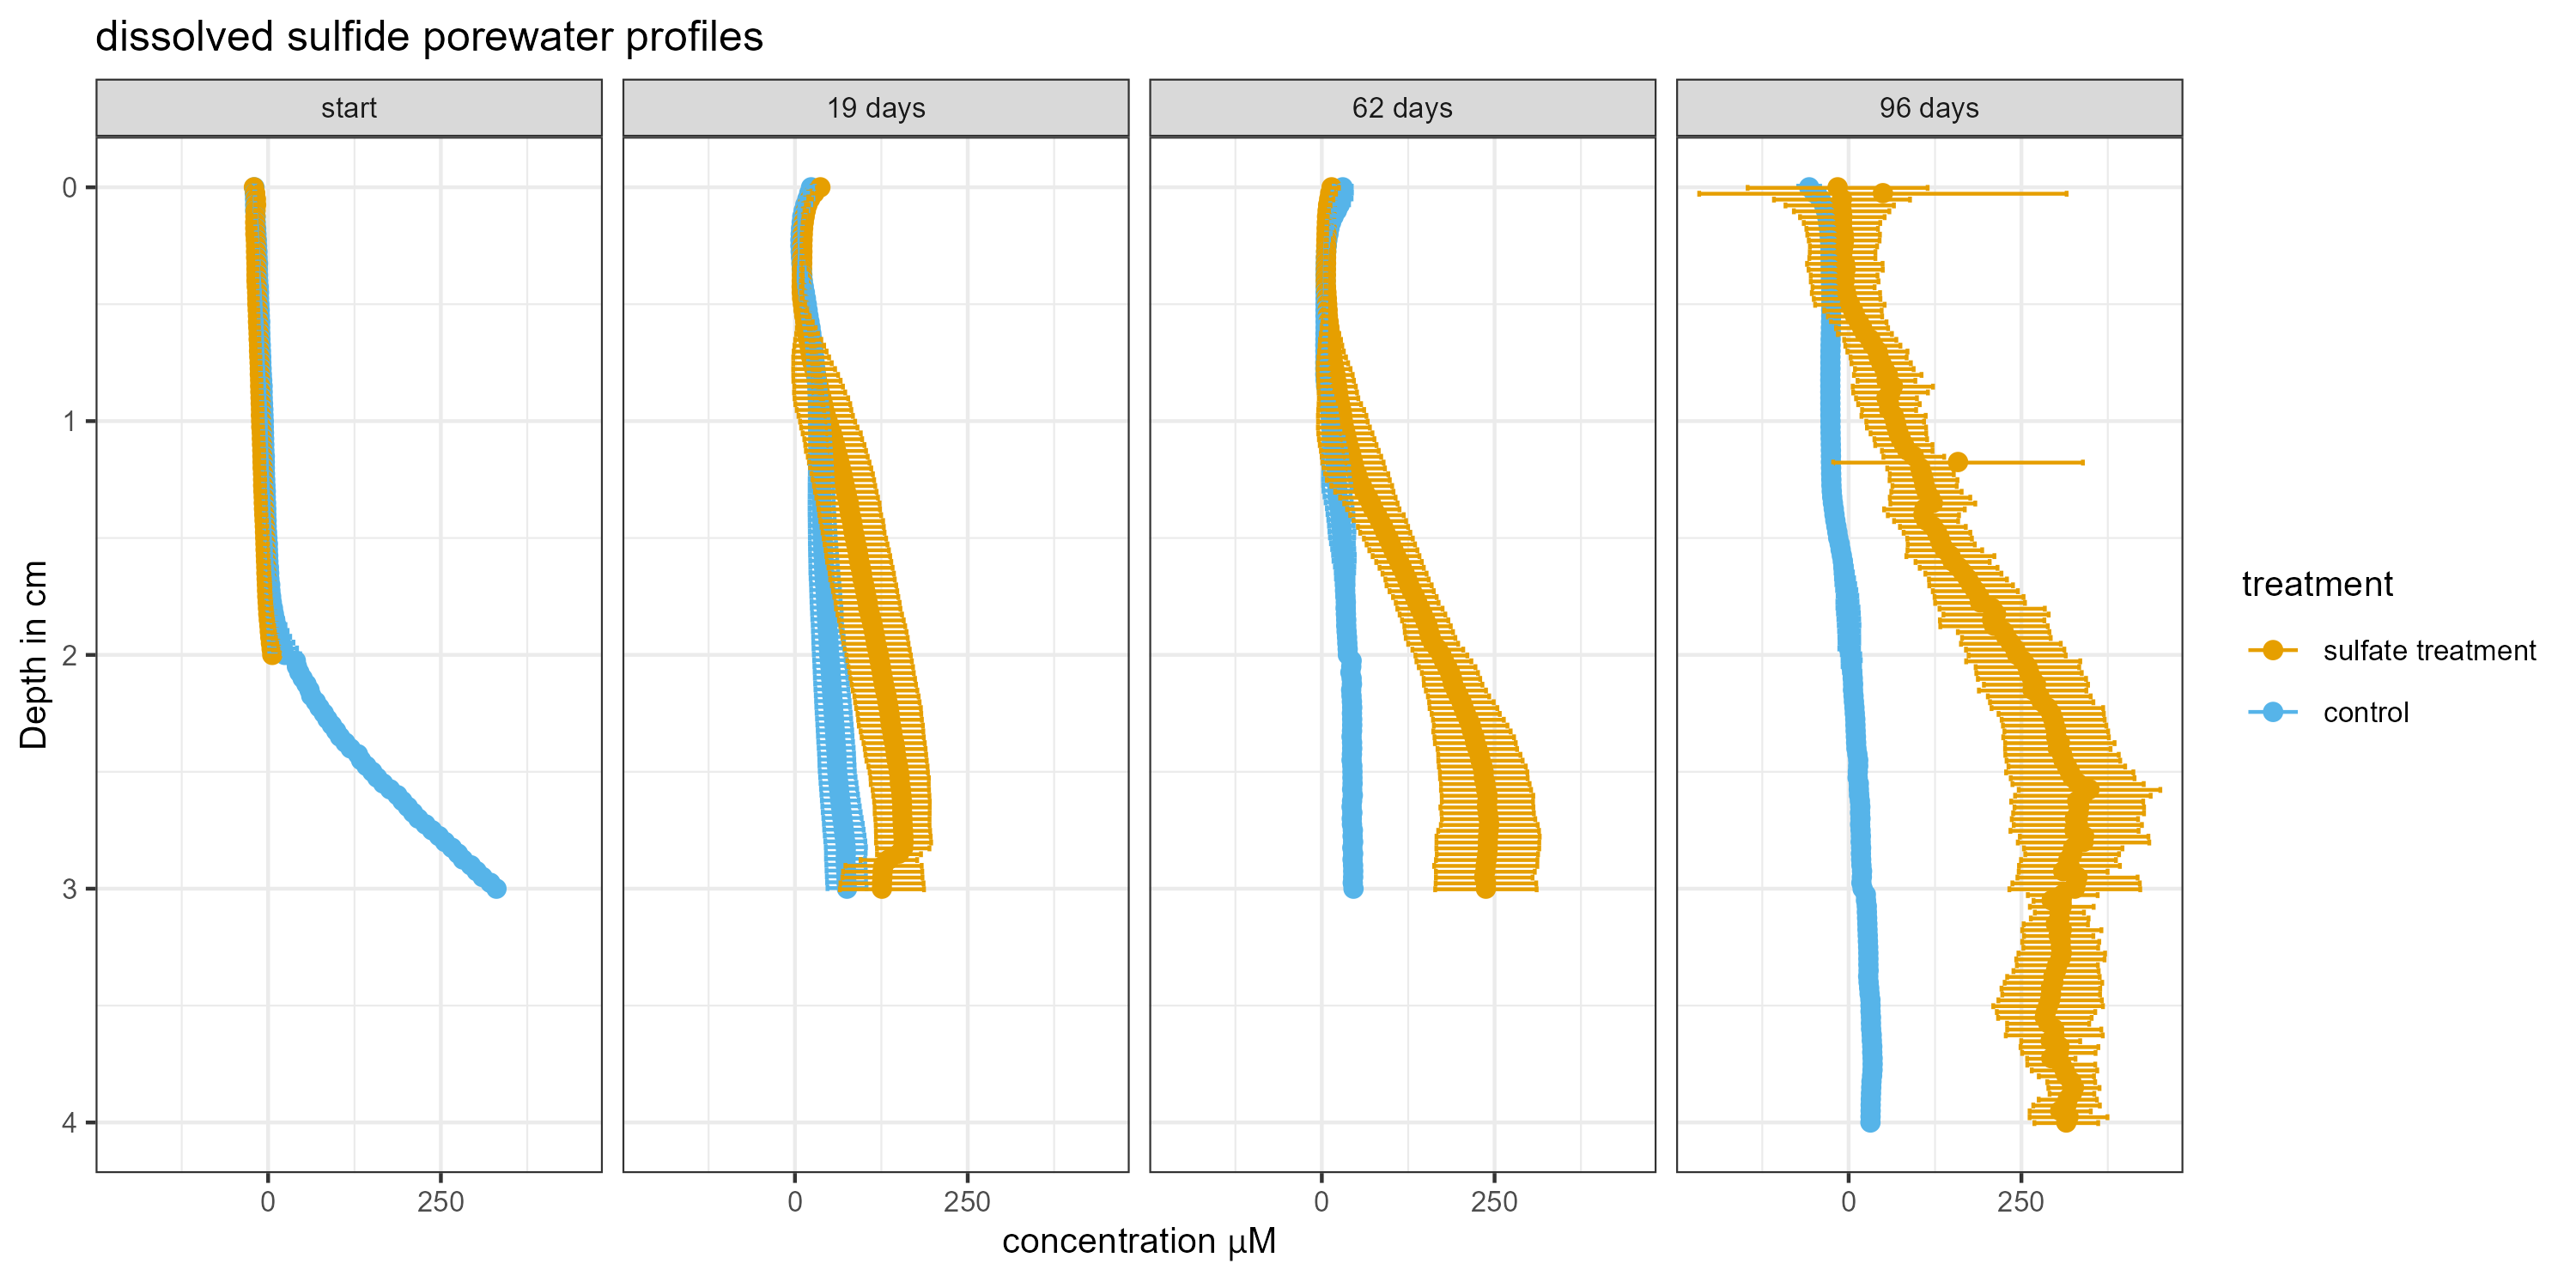 dissolved sulfide porewater profiles
start
19 days
62 days
96 days
0
1
2
3
4
Depth in cm
0
250
0
250
0
250
0
250
concentration µM
treatment
sulfate treatment
control